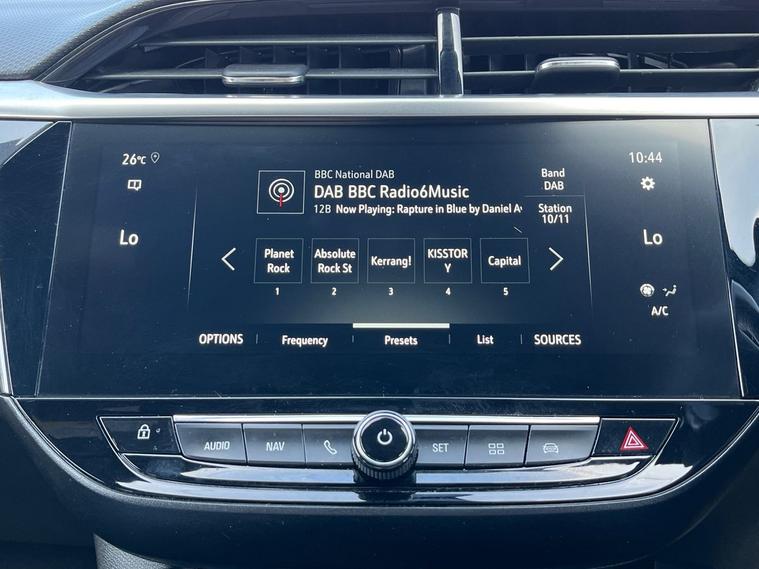 26°C
10:44
BBC National DAB
DAB BBC Radio6Music
12B Now Playing: Rapture in Blue by Daniel
Band
DAB
Station
10/11
Lo
Lo
Planet
Rock
1
Absolute
Rock St
2
Kerrang!
3
KISSTOR
Y
4
Capital
5
A/C
OPTIONS
Frequency
Presets
List
SOURCES
AUDIO
NAV
SET